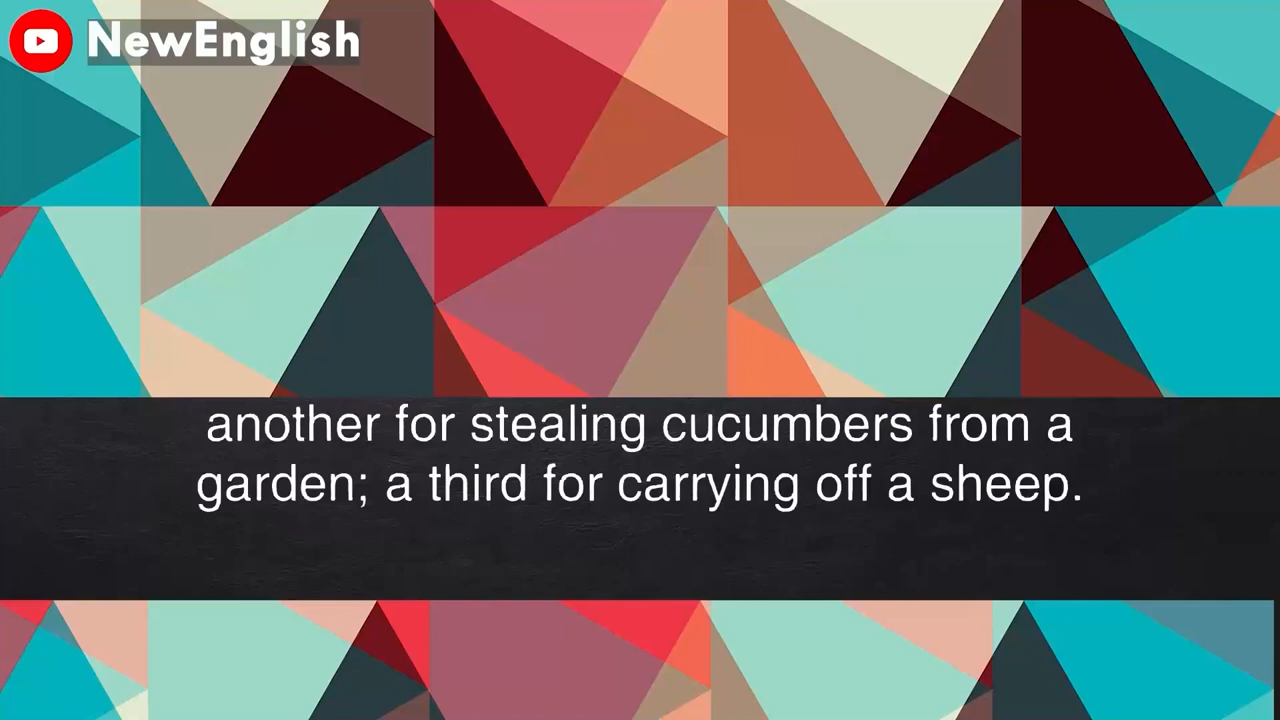 NewEnglish
another for stealing cucumbers from a
garden; a third for carrying off a sheep.